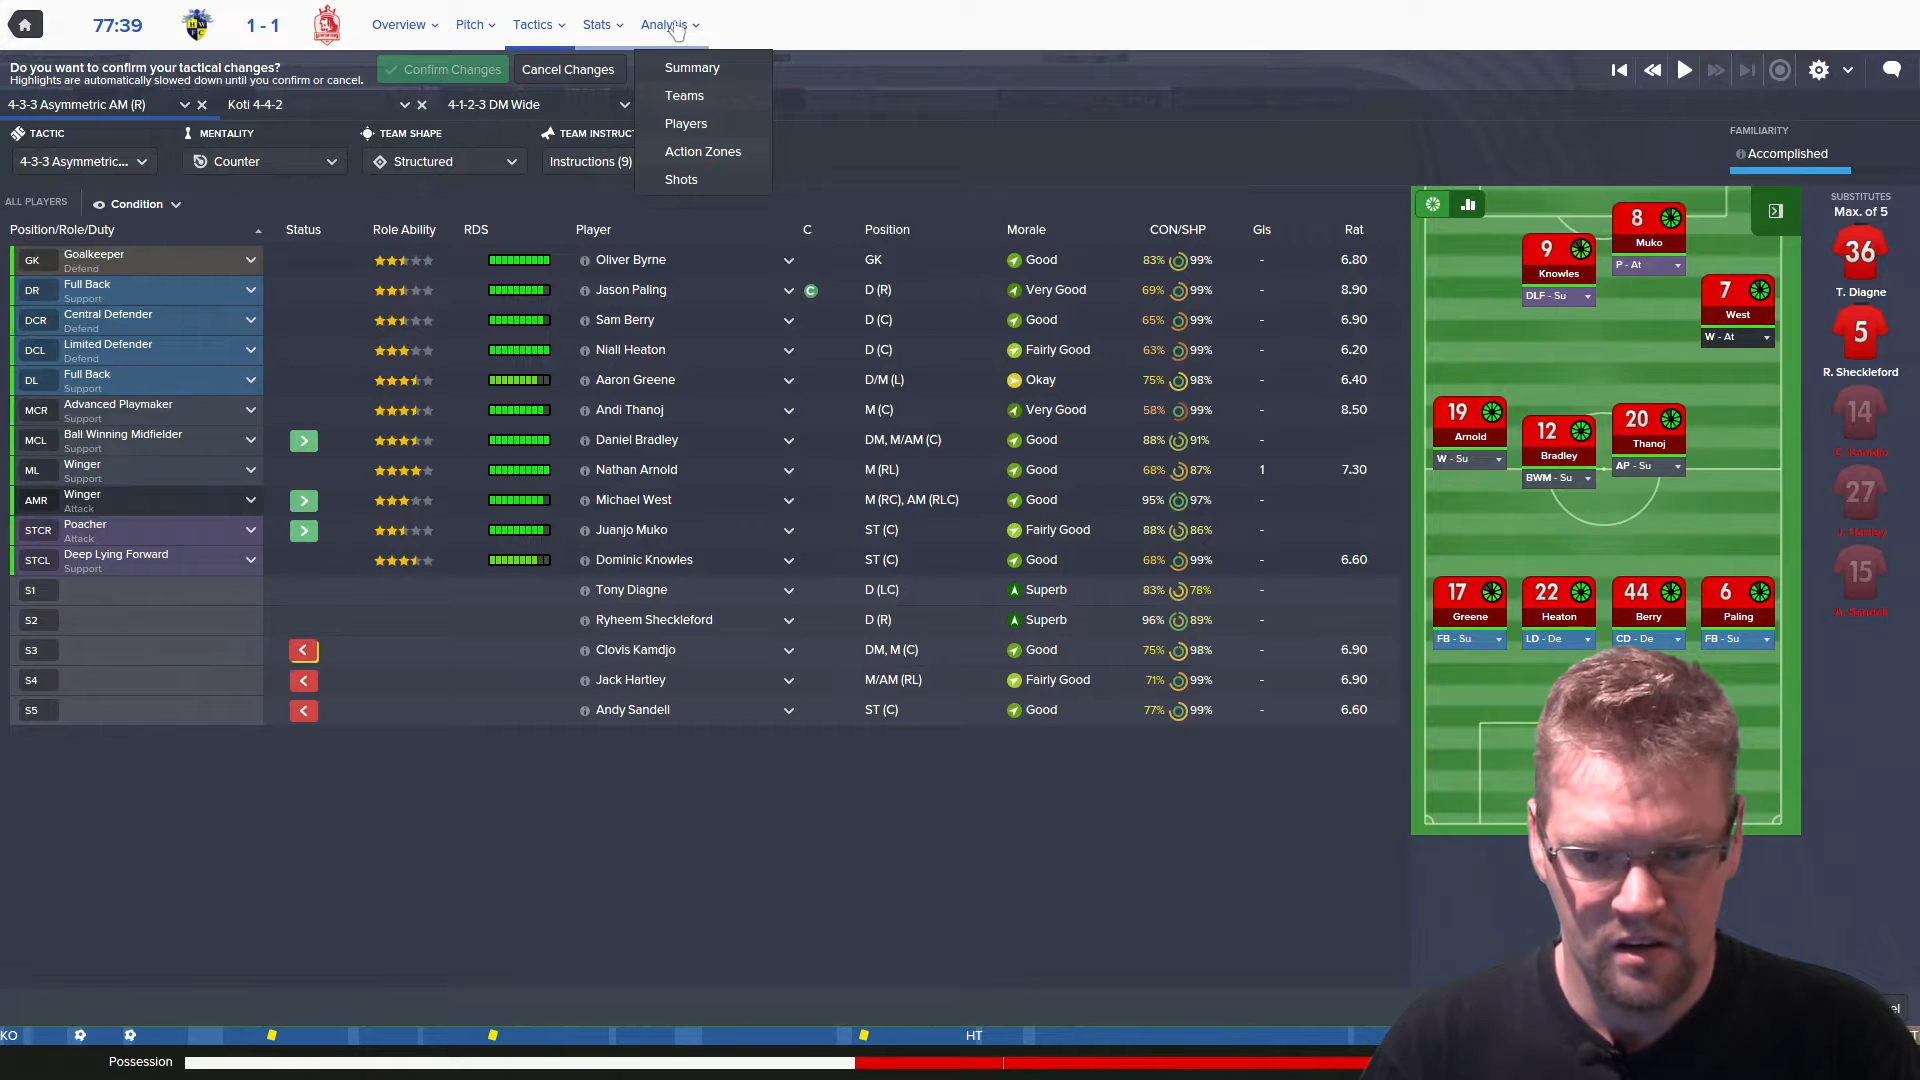 77:39
1 - 1
Overview
Pitch
Tactics
Stats
Analysis
Do you want to confirm your tactical changes?
Highlights are automatically slowed down until you confirm or cancel.
Confirm Changes
Cancel Changes
Summary
Teams
Players
Action Zones
Shots
4-3-3 Asymmetric AM (R)
Koti 4-4-2
4-1-2-3 DM Wide
TACTIC
MENTALITY
TEAM SHAPE
TEAM INSTRUCT
4-3-3 Asymmetric...
Counter
Structured
Instructions (9)
FAMILIARITY
Accomplished
ALL PLAYERS
Condition
Position/Role/Duty Status Role Ability RDS Player C Position Morale CON/SHP Gls Rat
GK Goalkeeper Defend Oliver Byrne GK Good 83% 99% - 6.80
DR Full Back Support Jason Paling C D (R) Very Good 69% 99% - 8.90
DCR Central Defender Defend Sam Berry D (C) Good 65% 99% - 6.90
DCL Limited Defender Defend Niall Heaton D (C) Fairly Good 63% 99% - 6.20
DL Full Back Support Aaron Greene D/M (L) Okay 75% 98% - 6.40
MCR Advanced Playmaker Support Andi Thanoj M (C) Very Good 58% 99% - 8.50
MCL Ball Winning Midfielder Support Daniel Bradley DM, M/AM (C) Good 88% 91% -
ML Winger Support Nathan Arnold M (RL) Good 68% 87% 1 7.30
AMR Winger Attack Michael West M (RC), AM (RLC) Good 95% 97% -
STCR Poacher Attack Juanjo Muko ST (C) Fairly Good 88% 86% -
STCL Deep Lying Forward Support Dominic Knowles ST (C) Good 68% 99% - 6.60
S1 Tony Diagne D (LC) Superb 83% 78% -
S2 Ryheem Sheckleford D (R) Superb 96% 89% -
S3 Clovis Kamdjo DM, M (C) Good 75% 98% - 6.90
S4 Jack Hartley M/AM (RL) Fairly Good 71% 99% - 6.90
S5 Andy Sandell ST (C) Good 77% 99% - 6.60
8
Muko
P - At
9
Knowles
DLF - Su
7
West
W - At
19
Arnold
W - Su
12
Bradley
BWM - Su
20
Thanoj
AP - Su
17
Greene
FB - Su
22
Heaton
LD - De
44
Berry
CD - De
6
Paling
FB - Su
SUBSTITUTES
Max. of 5
36
T. Diagne
5
R. Sheckleford
14
C. Kamdjo
27
J. Hartley
15
A. Sandell
KO
HT
Possession